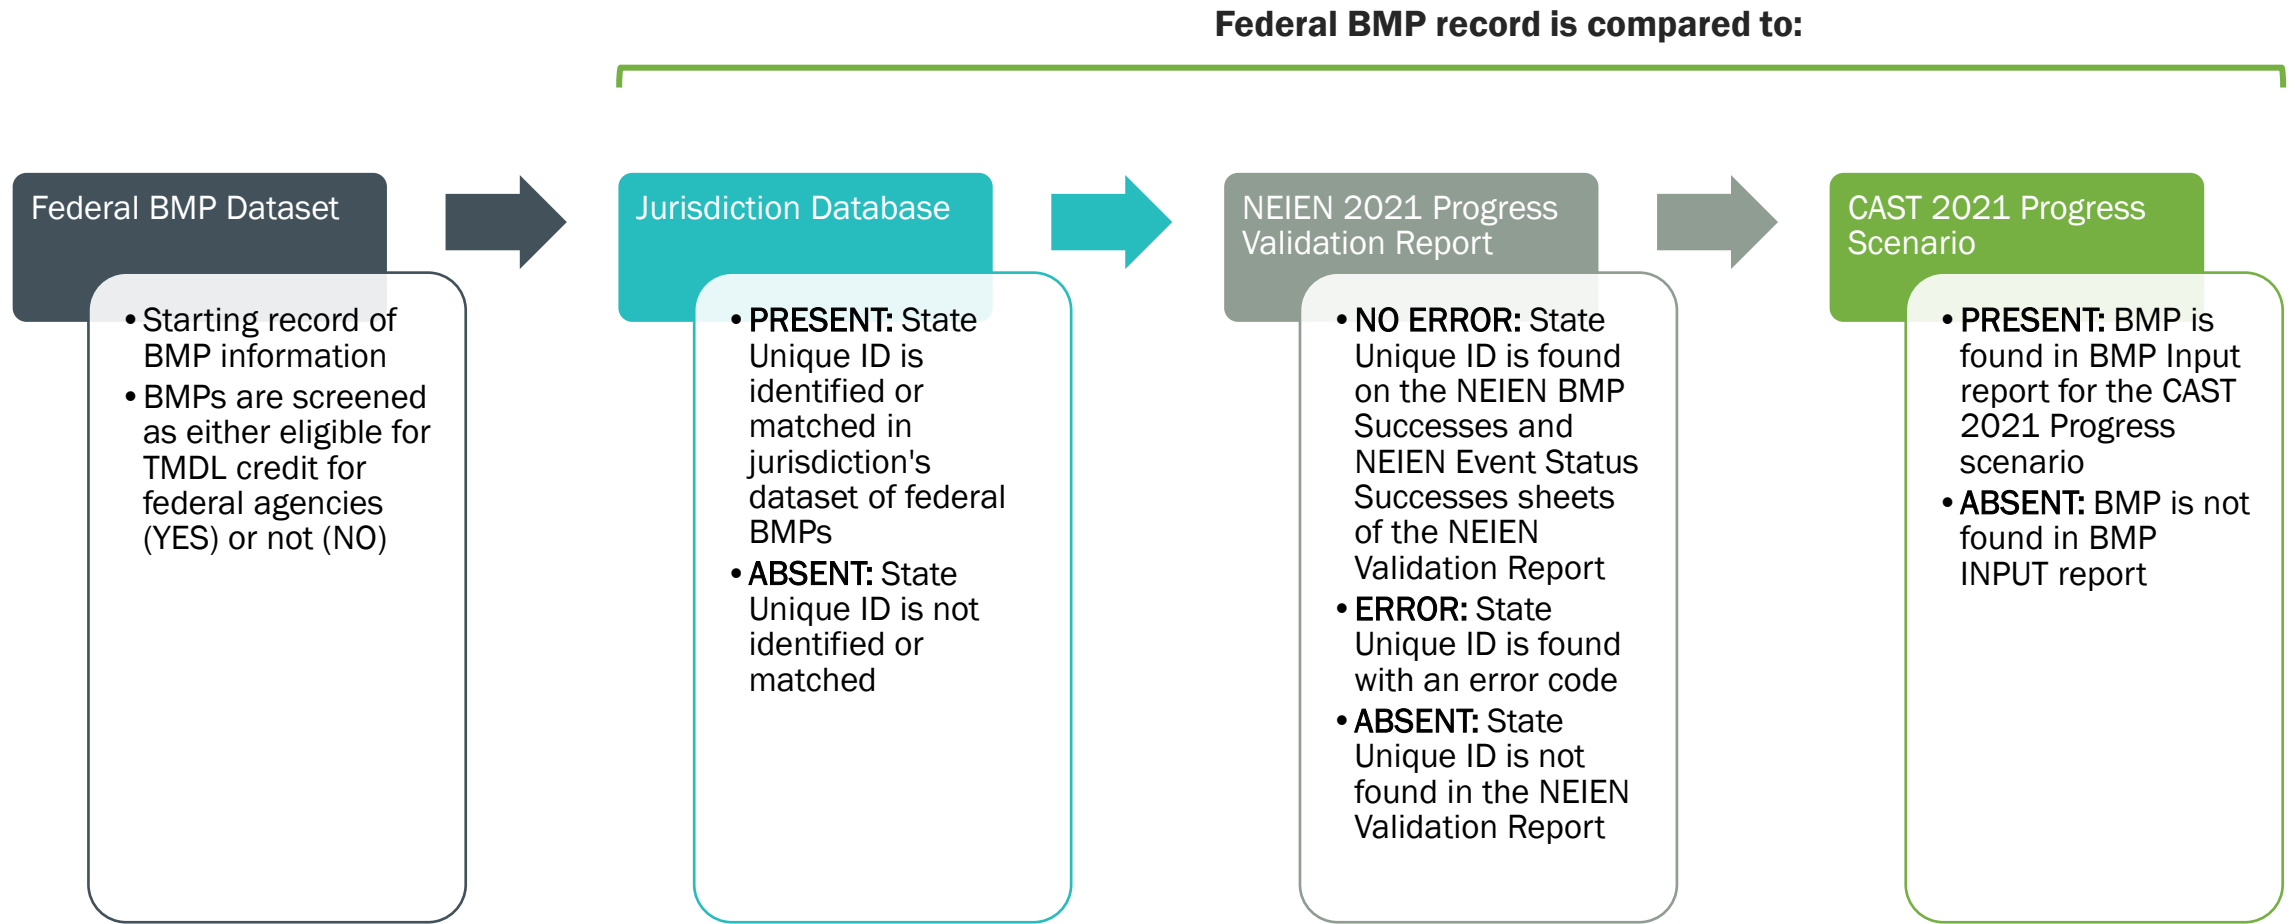 Federal BMP record is compared to:
Federal BMP Dataset
• Starting record of
BMP information
• BMPs are screened
as either eligible for
TMDL credit for
federal agencies
(YES) or not (NO)
Jurisdiction Database
• PRESENT: State
Unique ID is
identified or
matched in
jurisdiction's
dataset of federal
BMPs
• ABSENT: State
Unique ID is not
identified or
matched
NEIEN 2021 Progress
Validation Report
• NO ERROR: State
Unique ID is found
on the NEIEN BMP
Successes and
NEIEN Event Status
Successes sheets
of the NEIEN
Validation Report
• ERROR: State
Unique ID is found
with an error code
• ABSENT: State
Unique ID is not
found in the NEIEN
Validation Report
CAST 2021 Progress
Scenario
• PRESENT: BMP is
found in BMP Input
report for the CAST
2021 Progress
scenario
• ABSENT: BMP is not
found in BMP
INPUT report